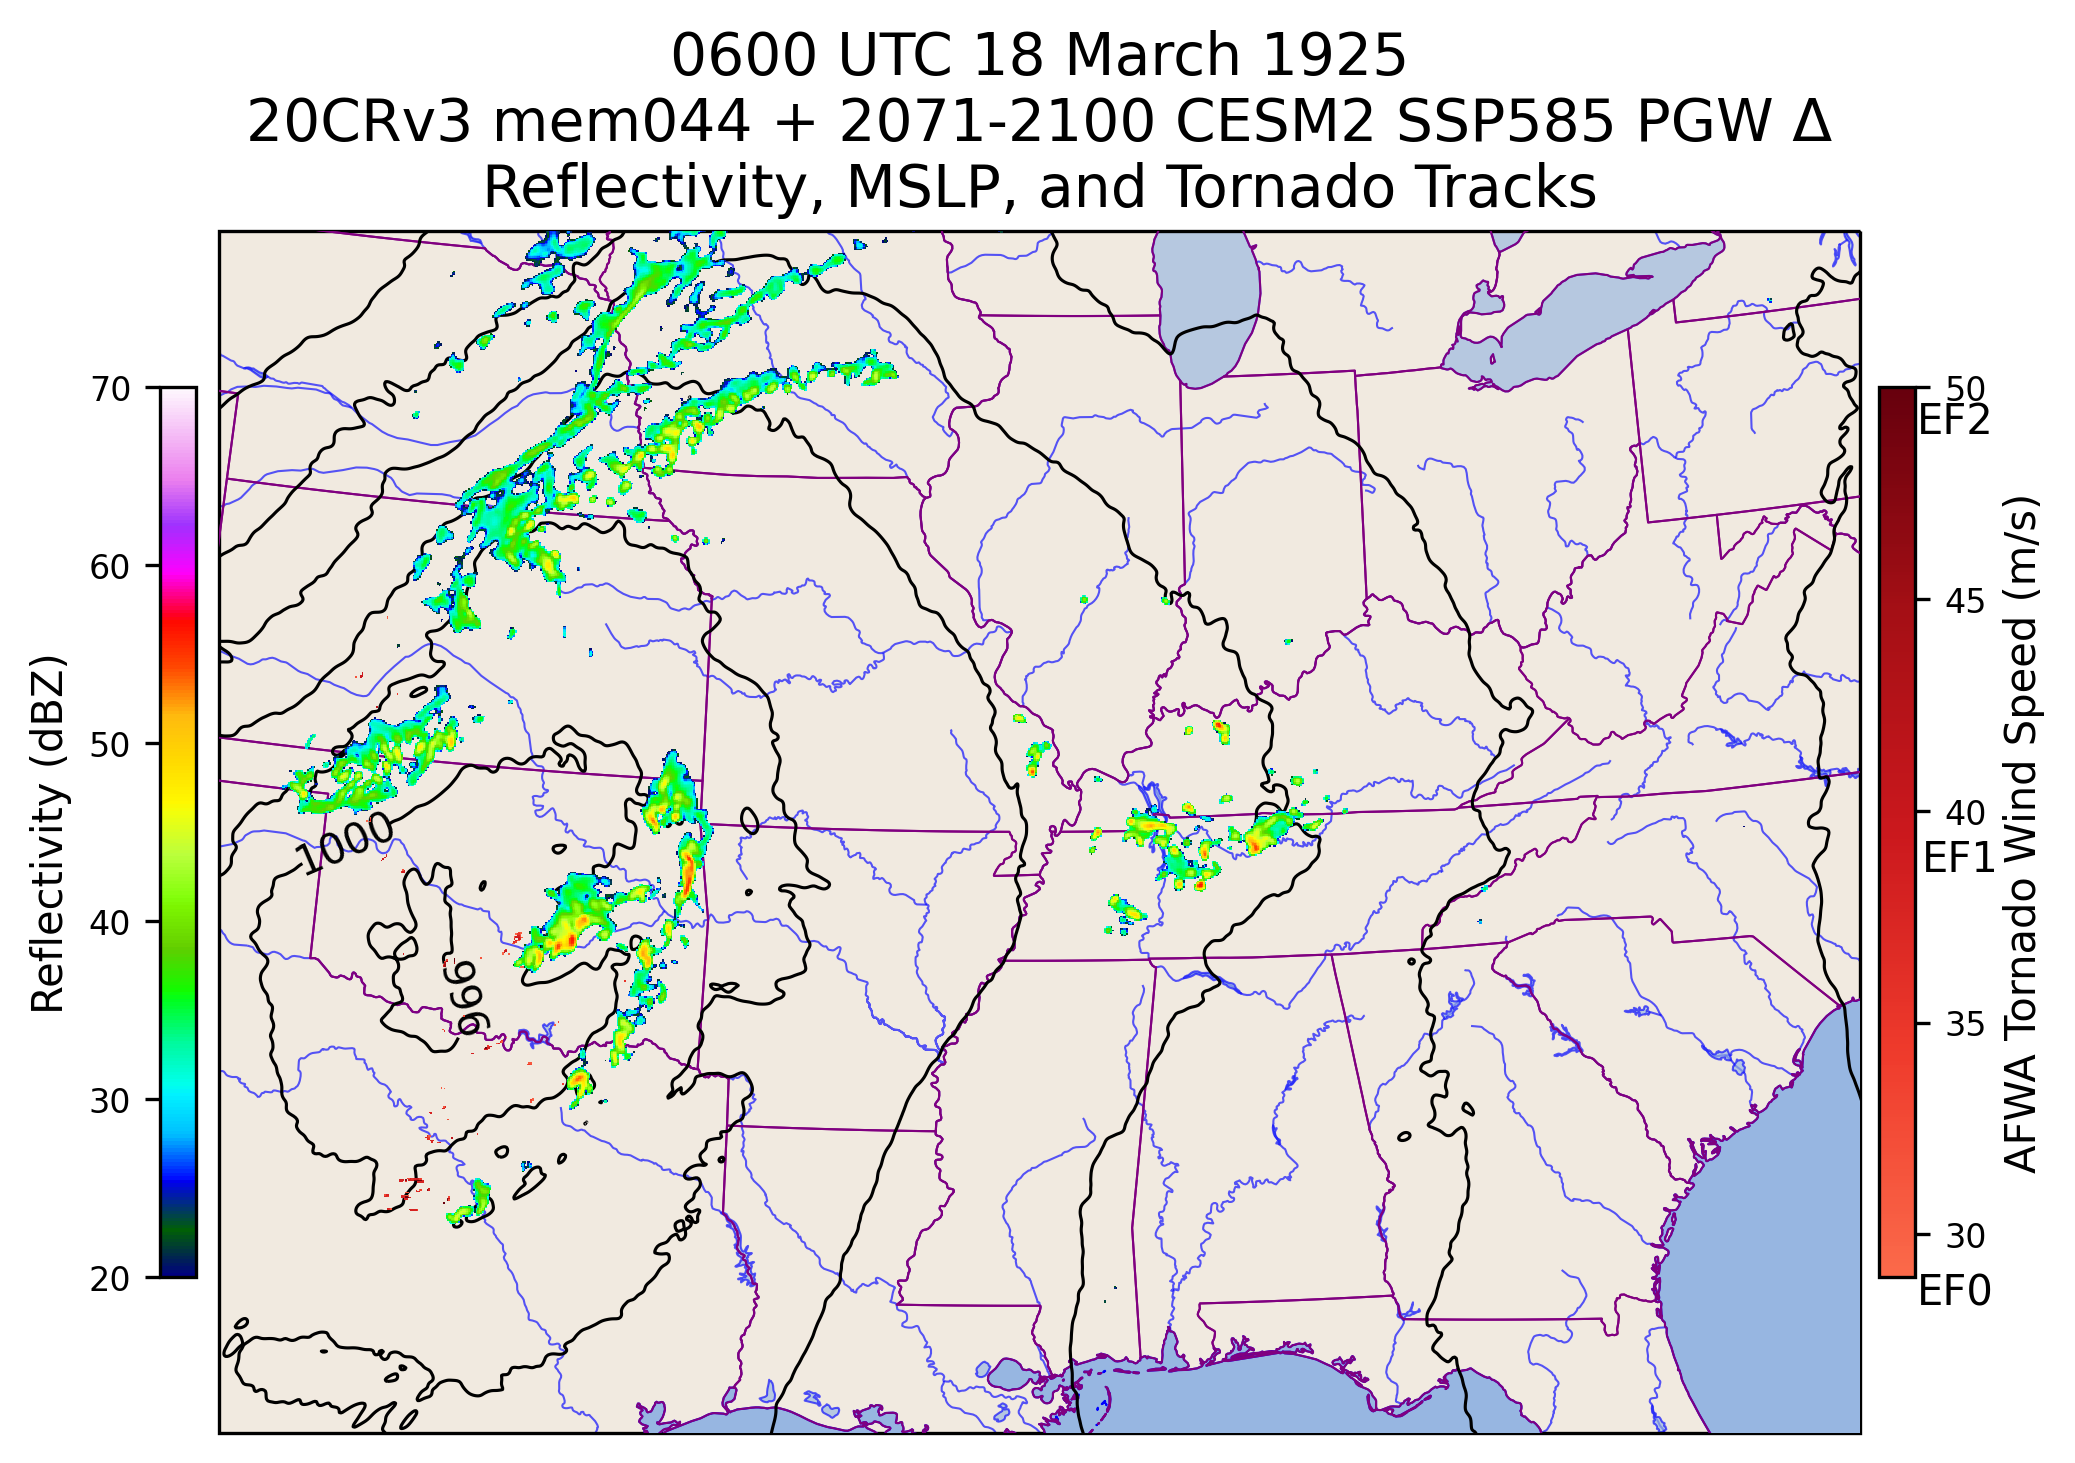 0600 UTC 18 March 1925
20CRv3 mem044 + 2071-2100 CESM2 SSP585 PGW Δ
Reflectivity, MSLP, and Tornado Tracks
70
60
50
40
30
20
Reflectivity (dBZ)
1000
996
50
EF2
45
40
EF1
35
30
EF0
AFWA Tornado Wind Speed (m/s)